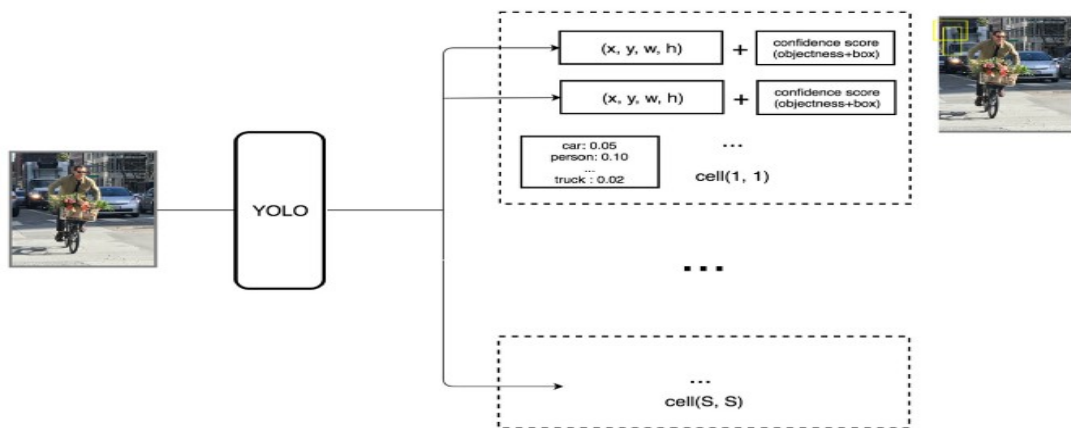 (x, y, w, h)
+
confidence score
(objectness+box)
(x, y, w, h)
+
confidence score
(objectness+box)
car: 0.05
person: 0.10
...
truck : 0.02
...
cell(1, 1)
YOLO
...
...
cell(S, S)